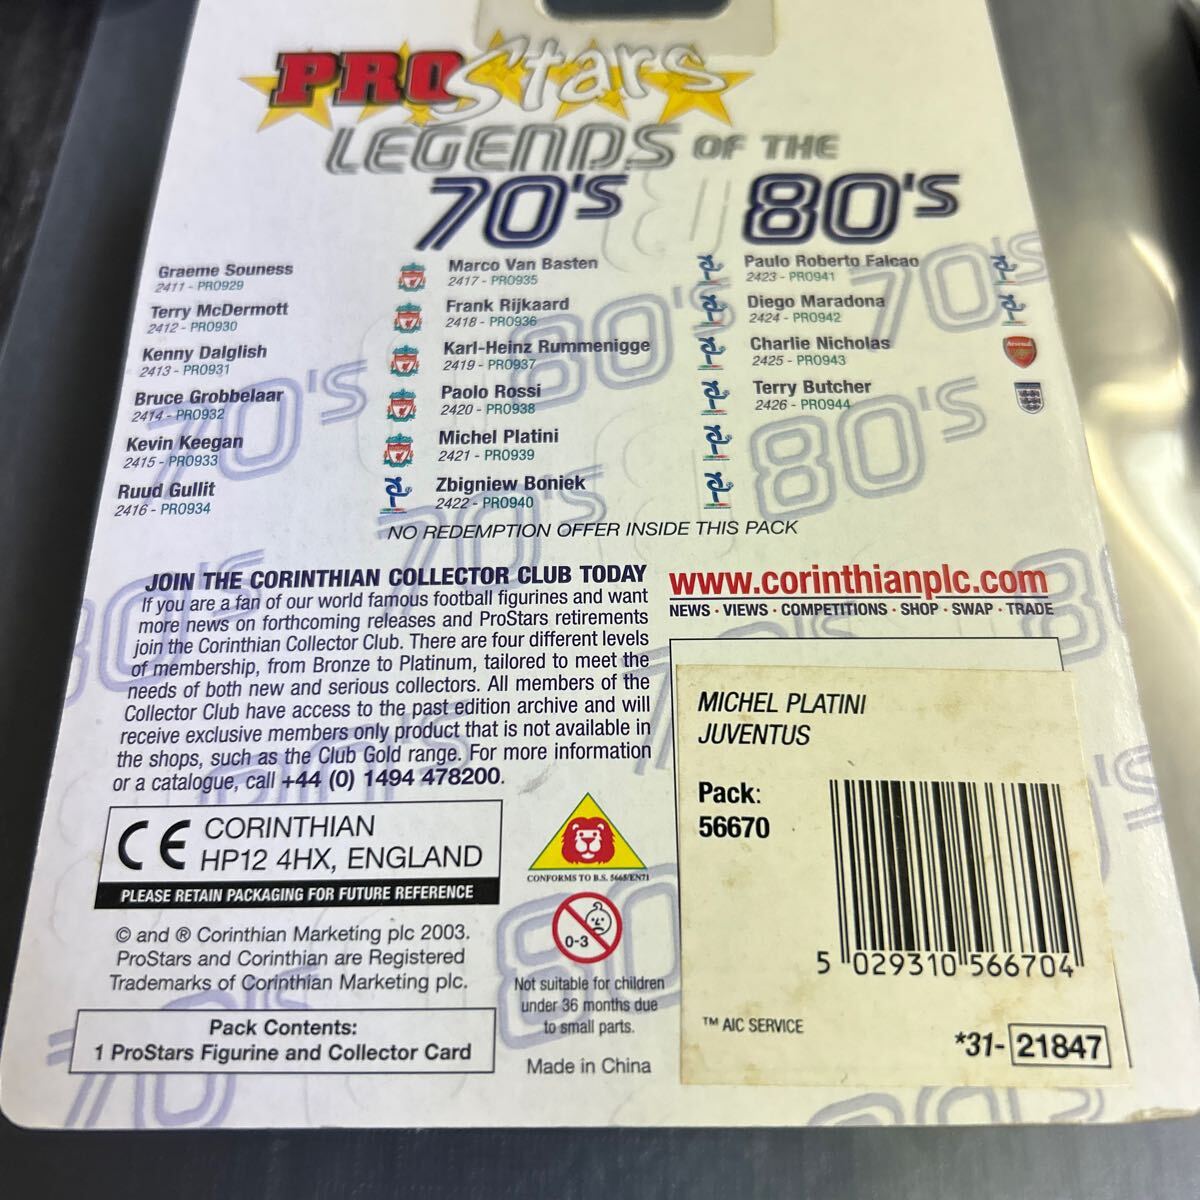 PRO Stars
LEGENDS OF THE
70's 80's
Graeme Souness
2411 - PRO929
Terry McDermott
2412 - PRO930
Kenny Dalglish
2413 - PRO931
Bruce Grobbelaar
2414 - PRO932
Kevin Keegan
2415 - PRO933
Ruud Gullit
2416 - PRO934
Marco Van Basten
2417 - PRO935
Frank Rijkaard
2418 - PRO936
Karl-Heinz Rummenigge
2419 - PRO937
Paolo Rossi
2420 - PRO938
Michel Platini
2421 - PRO939
Zbigniew Boniek
2422 - PRO940
Paulo Roberto Falcao
2423 - PRO941
Diego Maradona
2424 - PRO942
Charlie Nicholas
2425 - PRO943
Terry Butcher
2426 - PRO944
Arsenal
NO REDEMPTION OFFER INSIDE THIS PACK
JOIN THE CORINTHIAN COLLECTOR CLUB TODAY
If you are a fan of our world famous football figurines and want
more news on forthcoming releases and ProStars retirements
join the Corinthian Collector Club. There are four different levels
of membership, from Bronze to Platinum, tailored to meet the
needs of both new and serious collectors. All members of the
Collector Club have access to the past edition archive and will
receive exclusive members only product that is not available in
the shops, such as the Club Gold range. For more information
or a catalogue, call +44 (0) 1494 478200.
www.corinthianplc.com
NEWS · VIEWS · COMPETITIONS · SHOP · SWAP · TRADE
CE CORINTHIAN
HP12 4HX, ENGLAND
PLEASE RETAIN PACKAGING FOR FUTURE REFERENCE
© and ® Corinthian Marketing plc 2003.
ProStars and Corinthian are Registered
Trademarks of Corinthian Marketing plc.
Pack Contents:
1 ProStars Figurine and Collector Card
CONFORMS TO B.S. 5665/EN71
0-3
Not suitable for children
under 36 months due
to small parts.
Made in China
MICHEL PLATINI
JUVENTUS
Pack:
56670
5 029310 566704
™ AIC SERVICE
*31- 21847